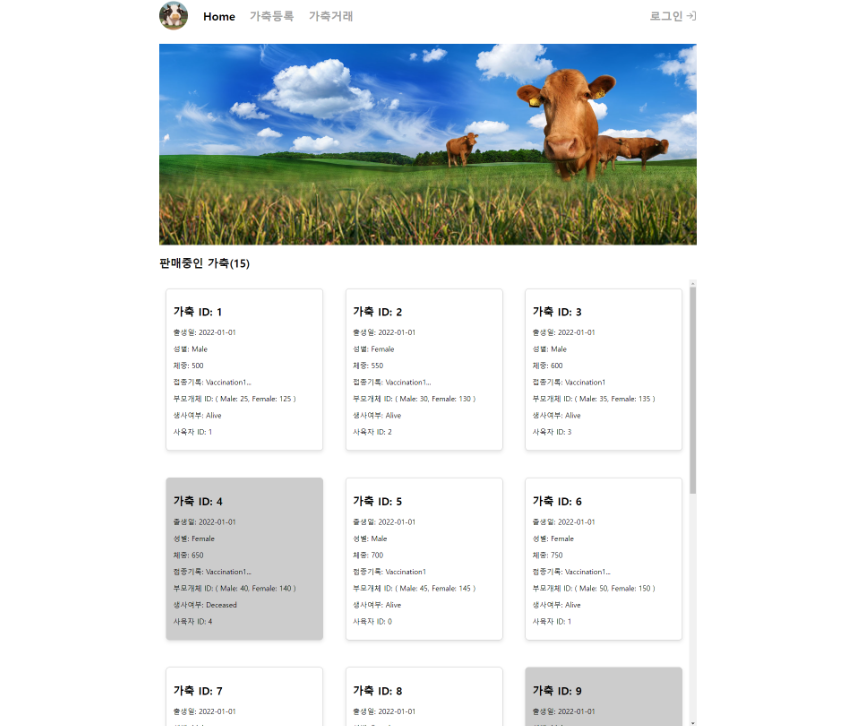 Home 가축등록 가축거래 로그인
판매중인 가축(15)
가축 ID: 1
출생일: 2022-01-01
성별: Male
체중: 500
접종기록: Vaccination1...
부모개체 ID: ( Male: 25, Female: 125 )
생사여부: Alive
사육자 ID: 1
가축 ID: 2
출생일: 2022-01-01
성별: Female
체중: 550
접종기록: Vaccination1...
부모개체 ID: ( Male: 30, Female: 130 )
생사여부: Alive
사육자 ID: 2
가축 ID: 3
출생일: 2022-01-01
성별: Male
체중: 600
접종기록: Vaccination1
부모개체 ID: ( Male: 35, Female: 135 )
생사여부: Alive
사육자 ID: 3
가축 ID: 4
출생일: 2022-01-01
성별: Female
체중: 650
접종기록: Vaccination1...
부모개체 ID: ( Male: 40, Female: 140 )
생사여부: Deceased
사육자 ID: 4
가축 ID: 5
출생일: 2022-01-01
성별: Male
체중: 700
접종기록: Vaccination1
부모개체 ID: ( Male: 45, Female: 145 )
생사여부: Alive
사육자 ID: 0
가축 ID: 6
출생일: 2022-01-01
성별: Female
체중: 750
접종기록: Vaccination1...
부모개체 ID: ( Male: 50, Female: 150 )
생사여부: Alive
사육자 ID: 1
가축 ID: 7
출생일: 2022-01-01
가축 ID: 8
출생일: 2022-01-01
가축 ID: 9
출생일: 2022-01-01